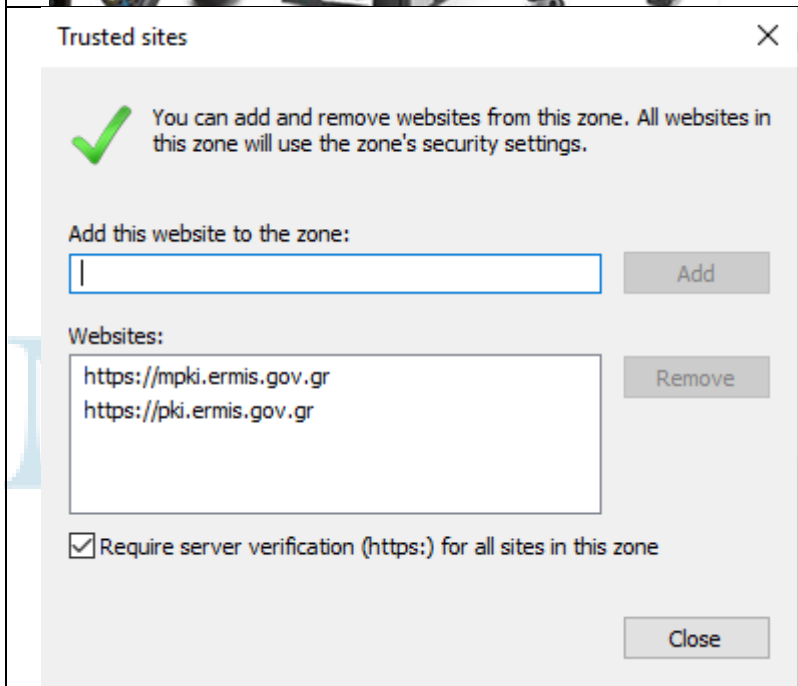 Trusted sites
You can add and remove websites from this zone. All websites in
this zone will use the zone's security settings.
Add this website to the zone:
Add
Websites:
https://mpki.ermis.gov.gr
Remove
https://pki.ermis.gov.gr
Require server verification (https:) for all sites in this zone
Close